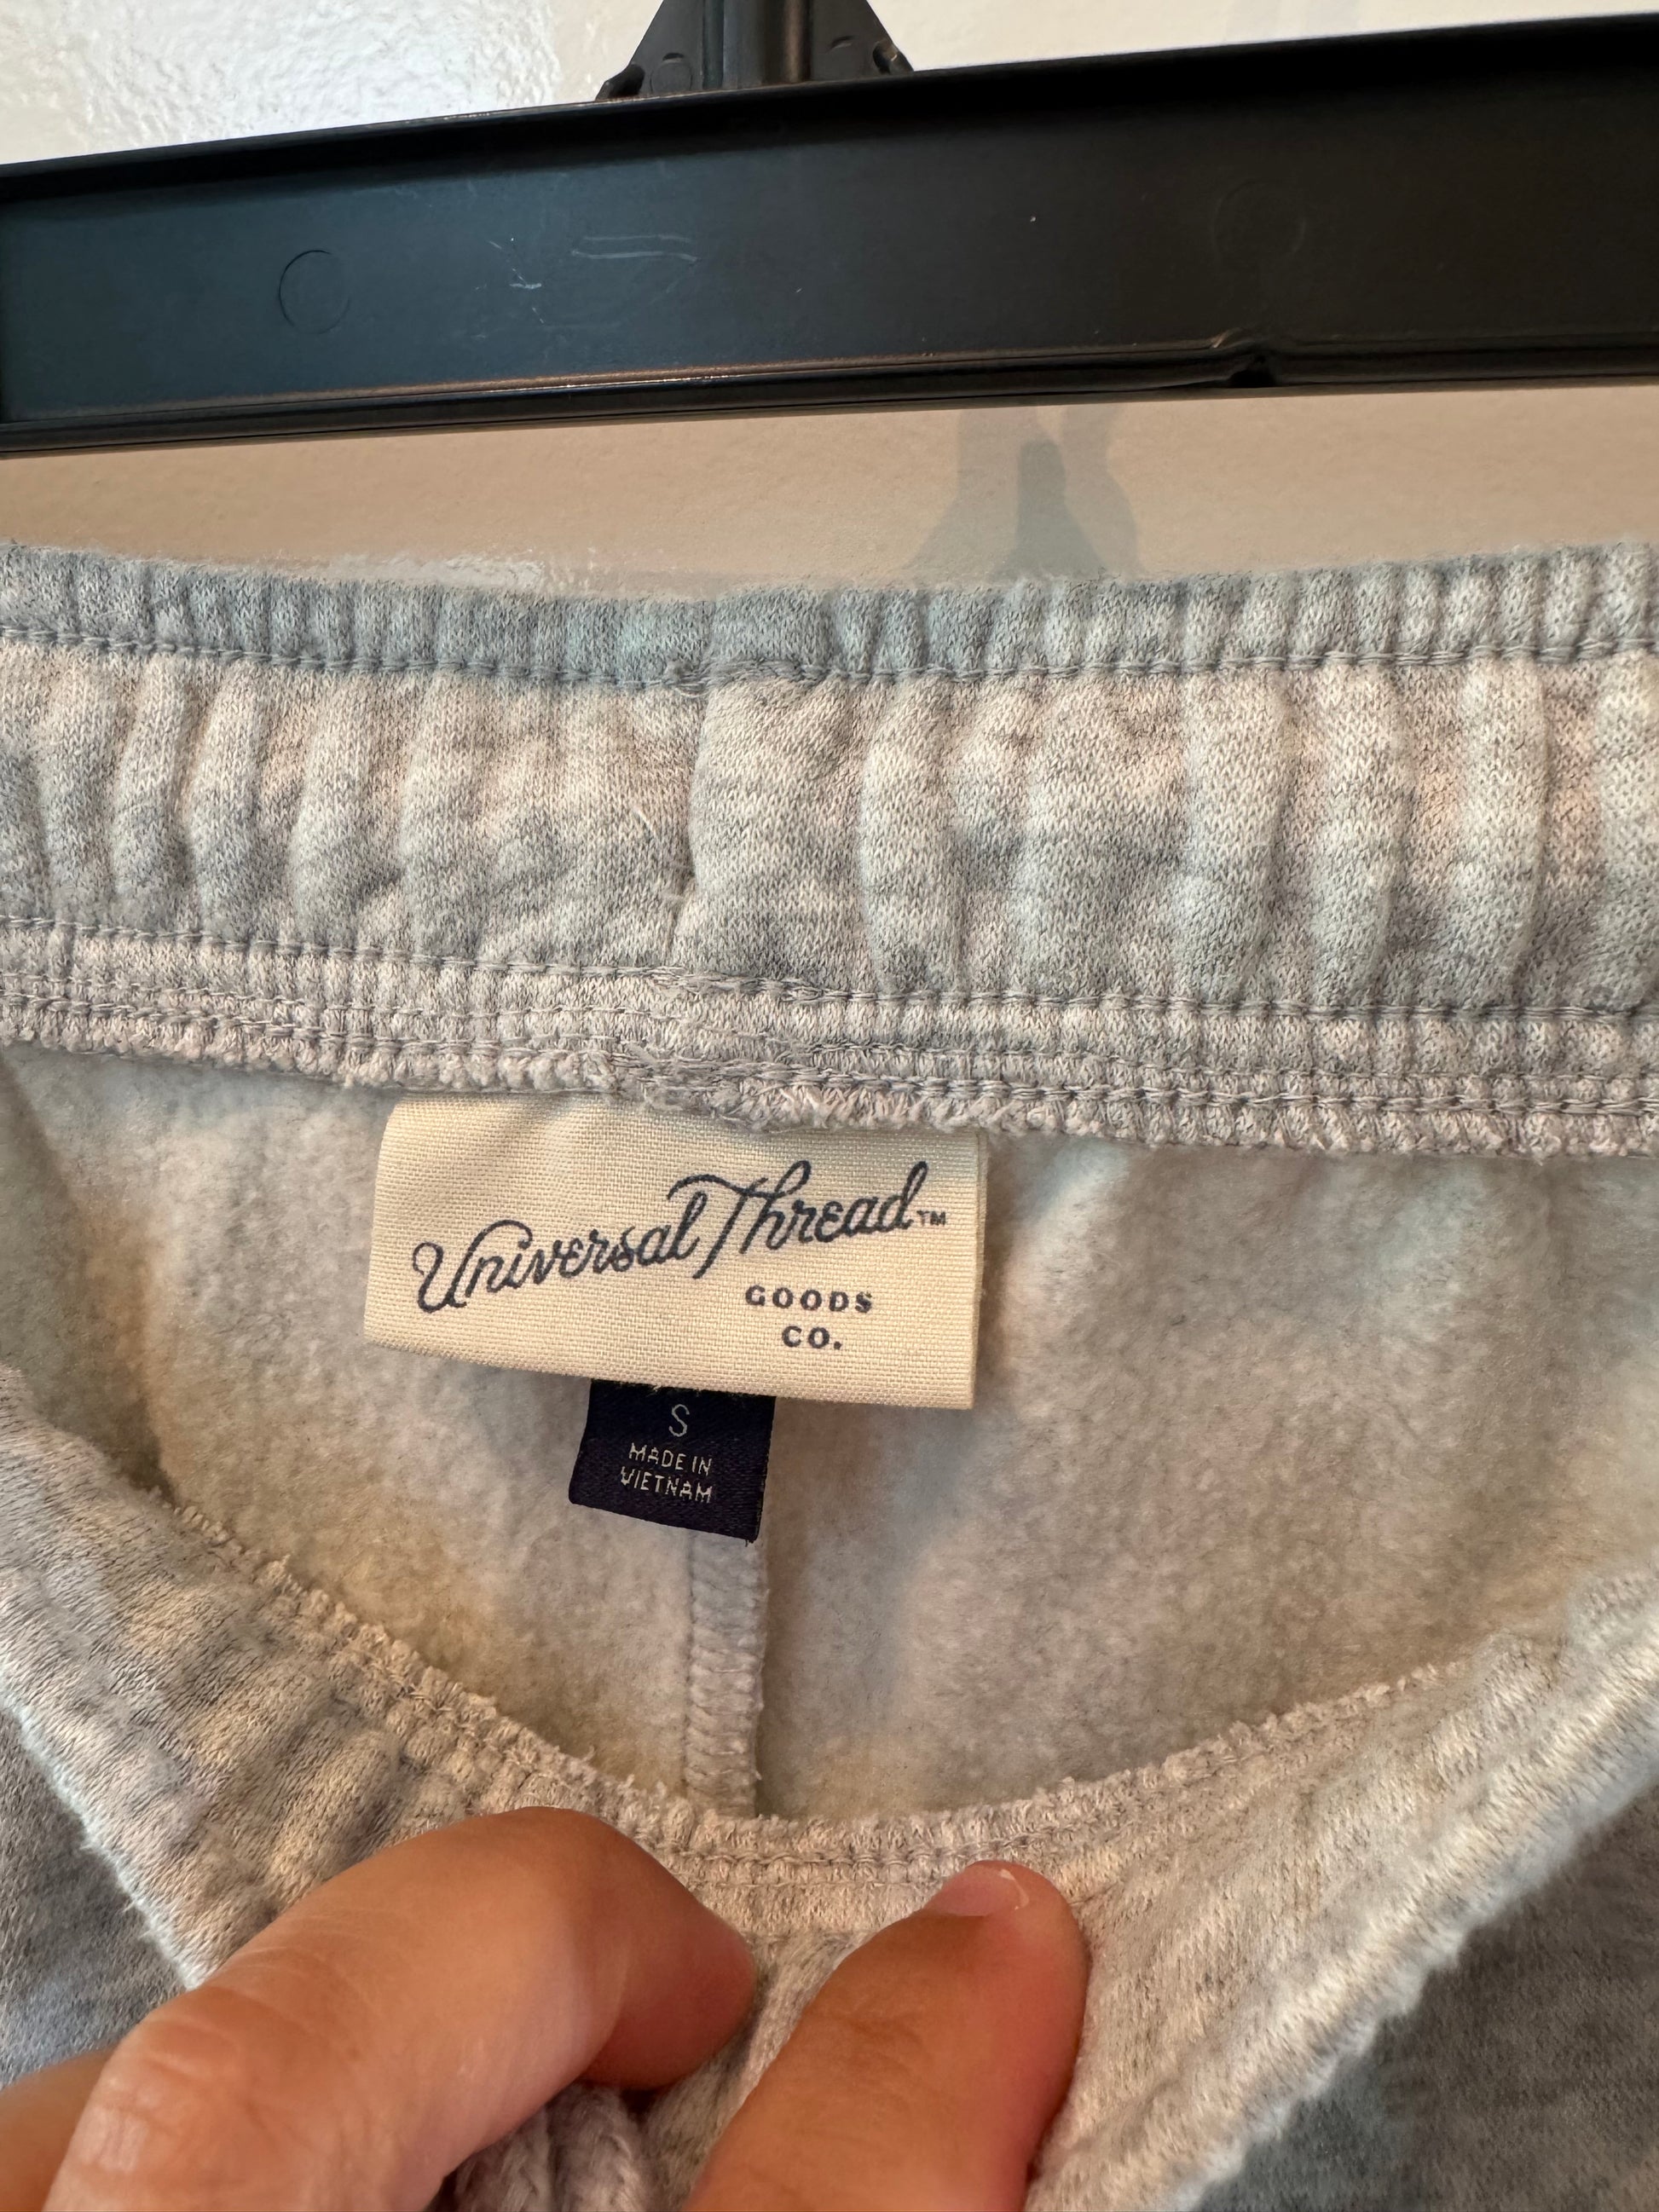 Universal Thread™
GOODS
CO.
S
MADE IN
VIETNAM